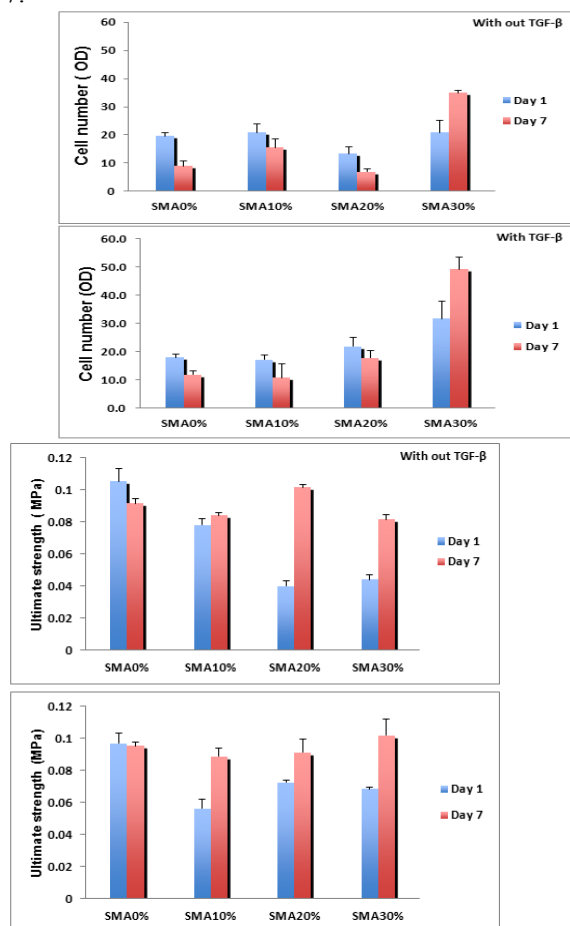 With out TGF-β
Cell number ( OD)
60
50
40
30
20
10
0
SMA0% SMA10% SMA20% SMA30%
Day 1
Day 7
With TGF-β
Cell number (OD)
60.0
50.0
40.0
30.0
20.0
10.0
0.0
SMA0% SMA10% SMA20% SMA30%
Day 1
Day 7
With out TGF-β
Ultimate strength ( MPa)
0.12
0.1
0.08
0.06
0.04
0.02
0
SMA0% SMA10% SMA20% SMA30%
Day 1
Day 7
Ultimate strength (MPa)
0.12
0.1
0.08
0.06
0.04
0.02
0
SMA0% SMA10% SMA20% SMA30%
Day 1
Day 7